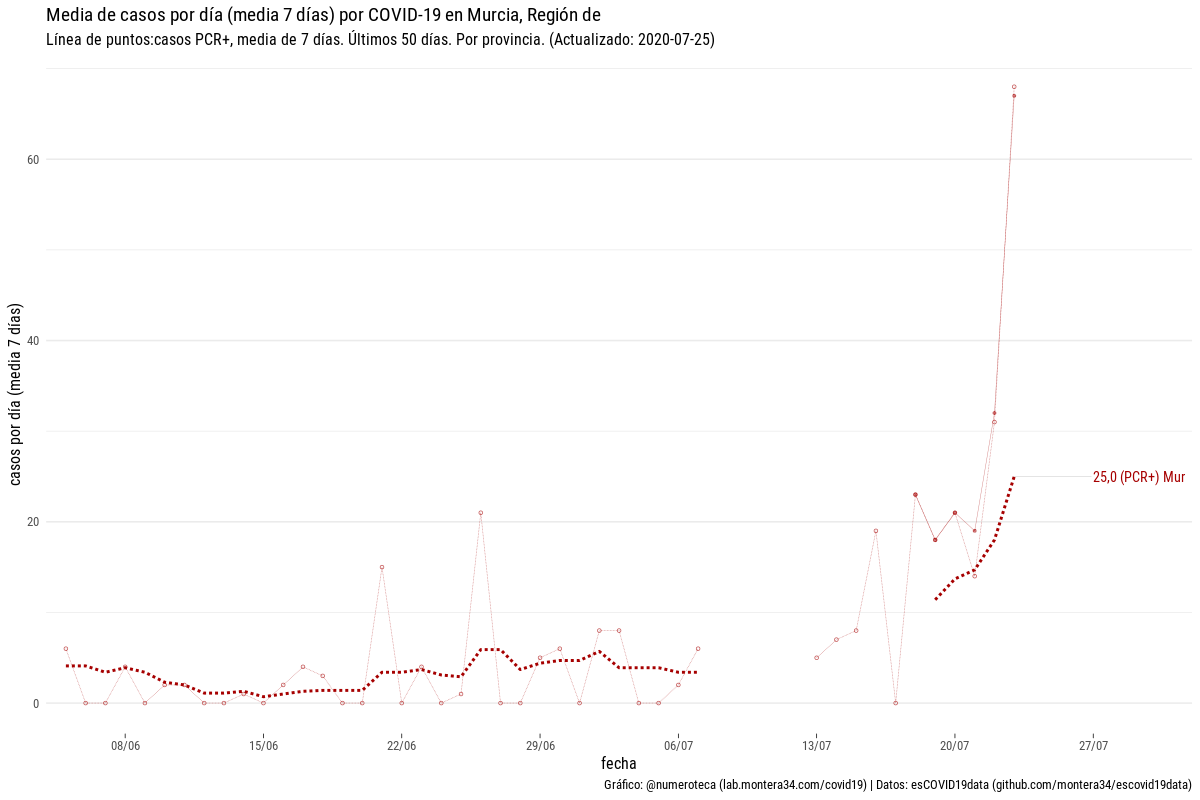 Media de casos por día (media 7 días) por COVID-19 en Murcia, Región de
Línea de puntos:casos PCR+, media de 7 días. Últimos 50 días. Por provincia. (Actualizado: 2020-07-25)
casos por día (media 7 días)
60
40
20
0
25,0 (PCR+) Mur
08/06
15/06
22/06
29/06
06/07
13/07
20/07
27/07
fecha
Gráfico: @numeroteca (lab.montera34.com/covid19) | Datos: esCOVID19data (github.com/montera34/escovid19data)